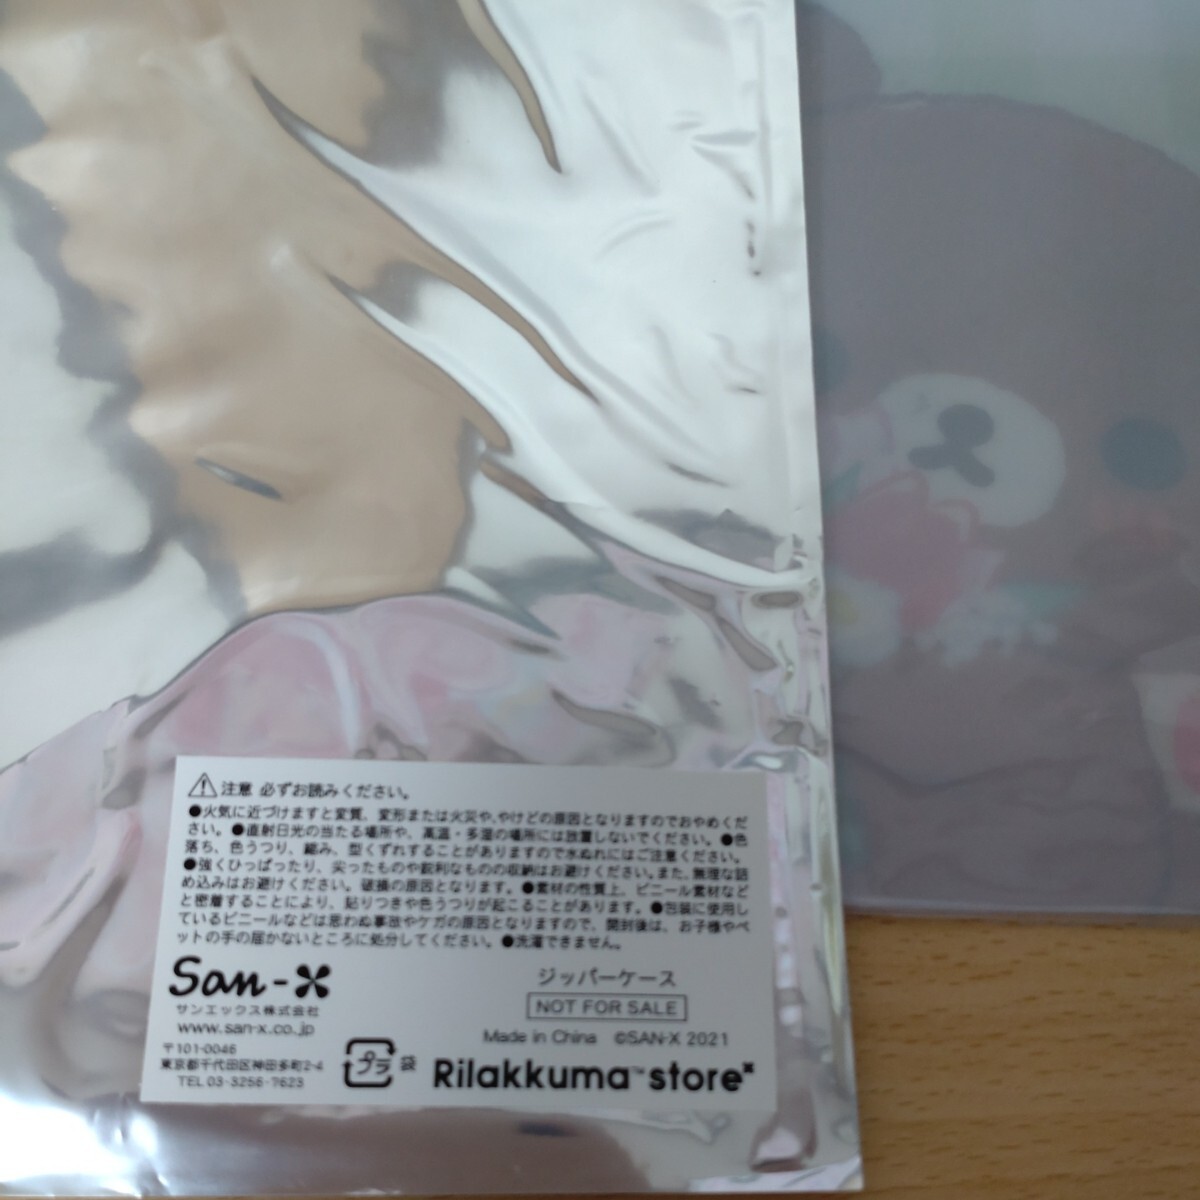 ⚠注意 必ずお読みください。
●火気に近づけますと変質、変形または火災や、やけどの原因となりますのでおやめくだ
さい。●直射日光の当たる場所や、高温・多湿の場所には放置しないでください。●色
落ち、色うつり、縮み、型くずれすることがありますので水ぬれにはご注意ください。
●強くひっぱったり、尖ったものや鋭利なものの収納はお避けください。また、無理な詰
め込みはお避けください。破損の原因となります。●素材の性質上、ビニール素材など
と密着することにより、貼りつきや色うつりが起こることがあります。●包装に使用し
ているビニールなどは思わぬ事故やケガの原因となりますので、開封後は、お子様やペ
ットの手の届かないところに処分してください。●洗濯できません。
San-X
サンエックス株式会社
www.san-x.co.jp
〒101-0046
東京都千代田区神田多町2-4
TEL 03-3256-7623
ジッパーケース
NOT FOR SALE
Made in China ©SAN-X 2021
プラ 袋
Rilakkuma™ store